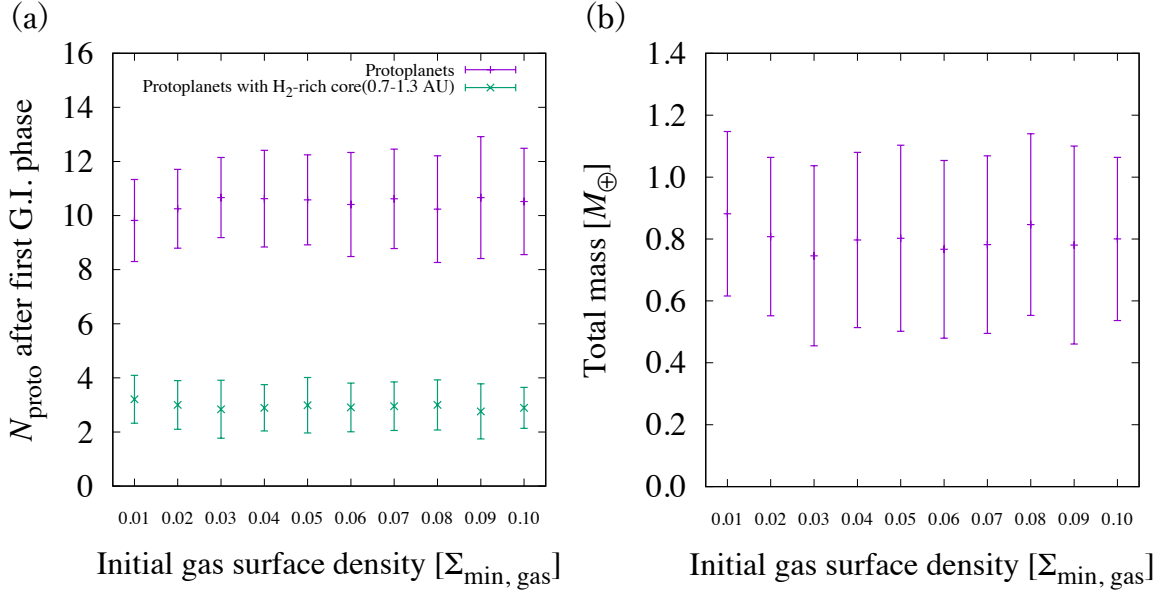 (a)
16
14
12
10
8
6
4
2
0
N_proto after first G.I. phase
Protoplanets
Protoplanets with H₂-rich core(0.7-1.3 AU)
0.01 0.02 0.03 0.04 0.05 0.06 0.07 0.08 0.09 0.10
Initial gas surface density [Σ_min, gas]
(b)
1.4
1.2
1.0
0.8
0.6
0.4
0.2
0.0
Total mass [M⊕]
0.01 0.02 0.03 0.04 0.05 0.06 0.07 0.08 0.09 0.10
Initial gas surface density [Σ_min, gas]